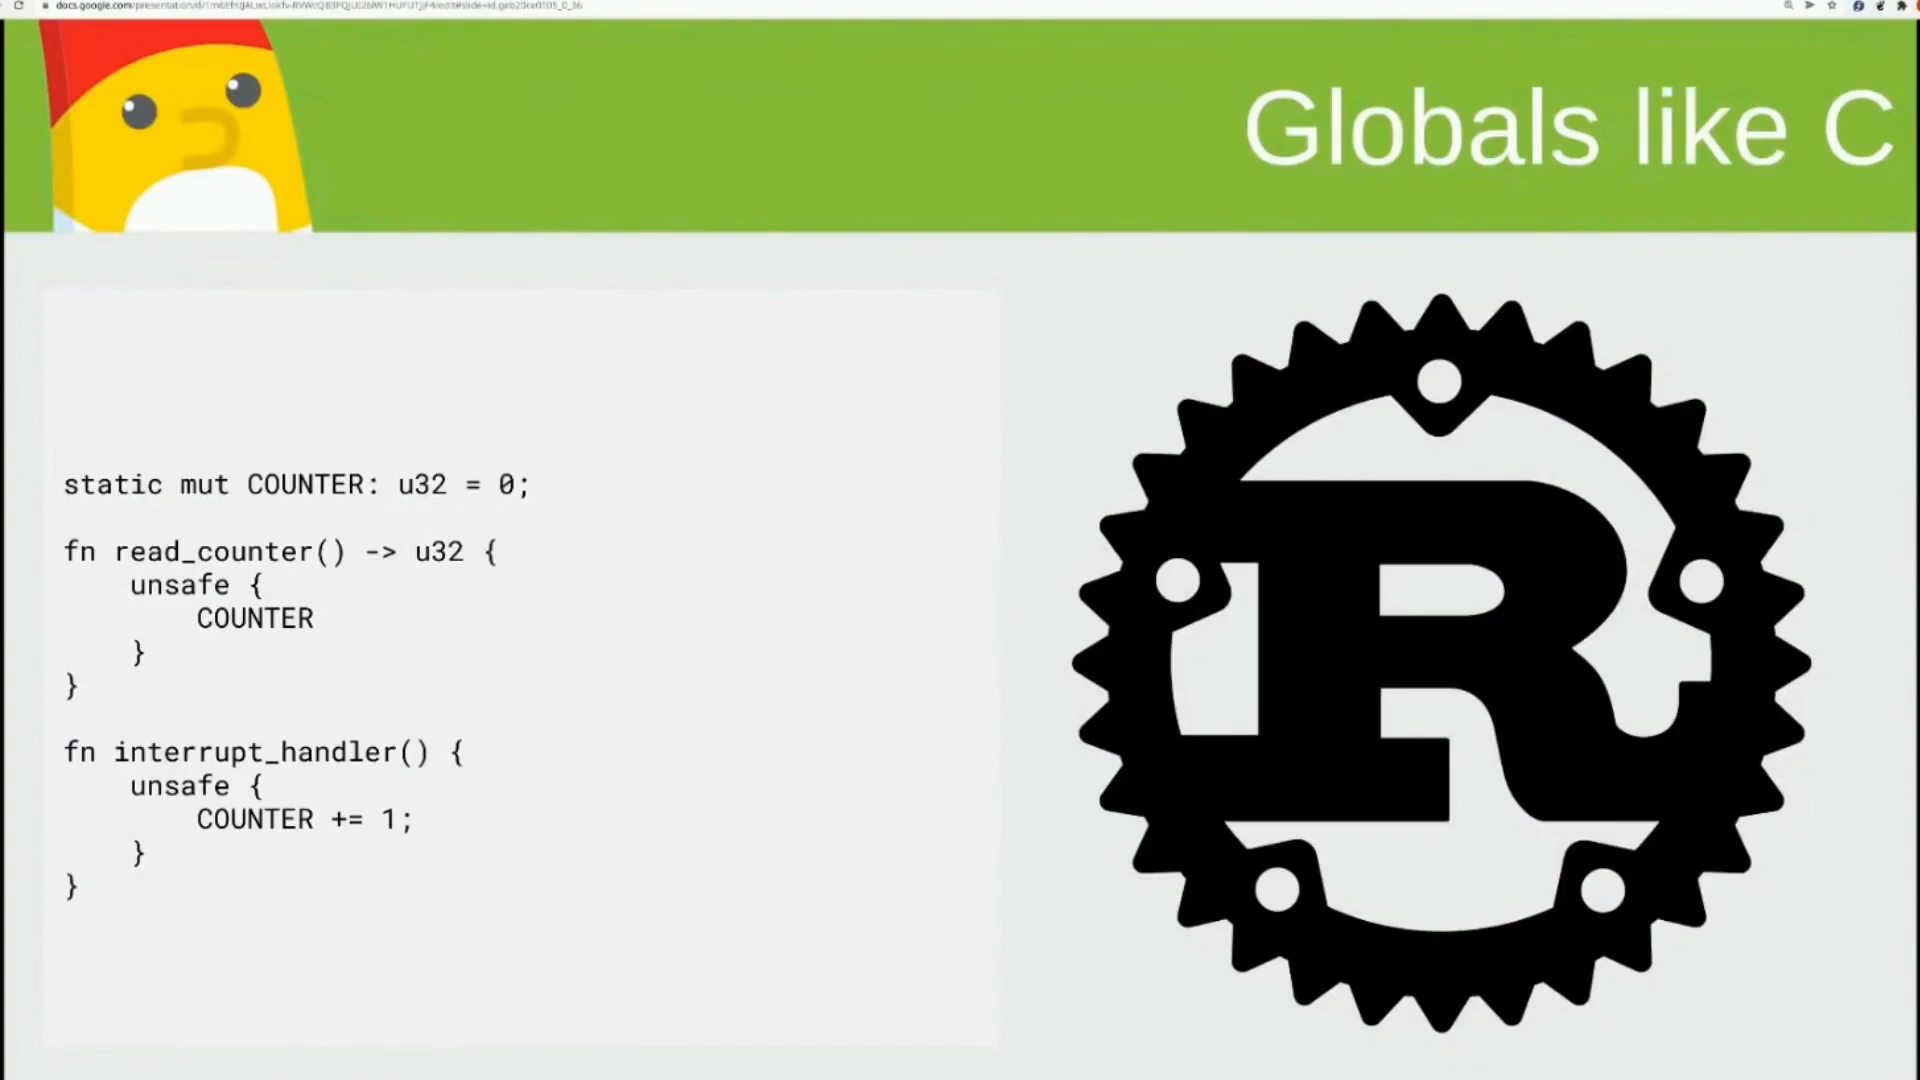 Globals like C
static mut COUNTER: u32 = 0;
fn read_counter() -> u32 {
unsafe {
COUNTER
}
}
fn interrupt_handler() {
unsafe {
COUNTER += 1;
}
}
R